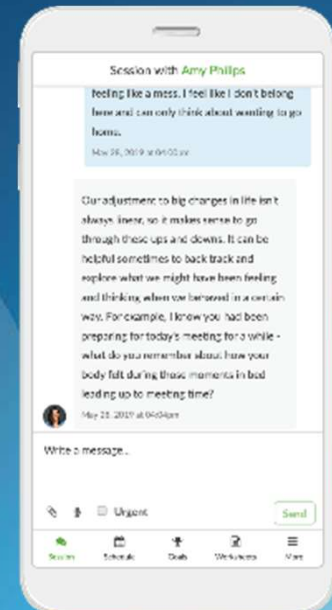 Session with Amy Philips
feeling like a mess. I feel like I don't belong
here and can only think about wanting to go
home.
May 28, 2019 at 04:00pm
Our adjustment to big changes in life isn't
always linear, so it makes sense to go
through these ups and downs. It can be
helpful sometimes to back track and
explore what we might have been feeling
and thinking when we behaved in a certain
way. For example, I know you had been
preparing for today's meeting for a while -
what do you remember about how your
body felt during those moments in bed
leading up to meeting time?
May 28, 2019 at 04:04pm
Write a message...
Urgent
Send
Session
Schedule
Goals
Worksheets
More